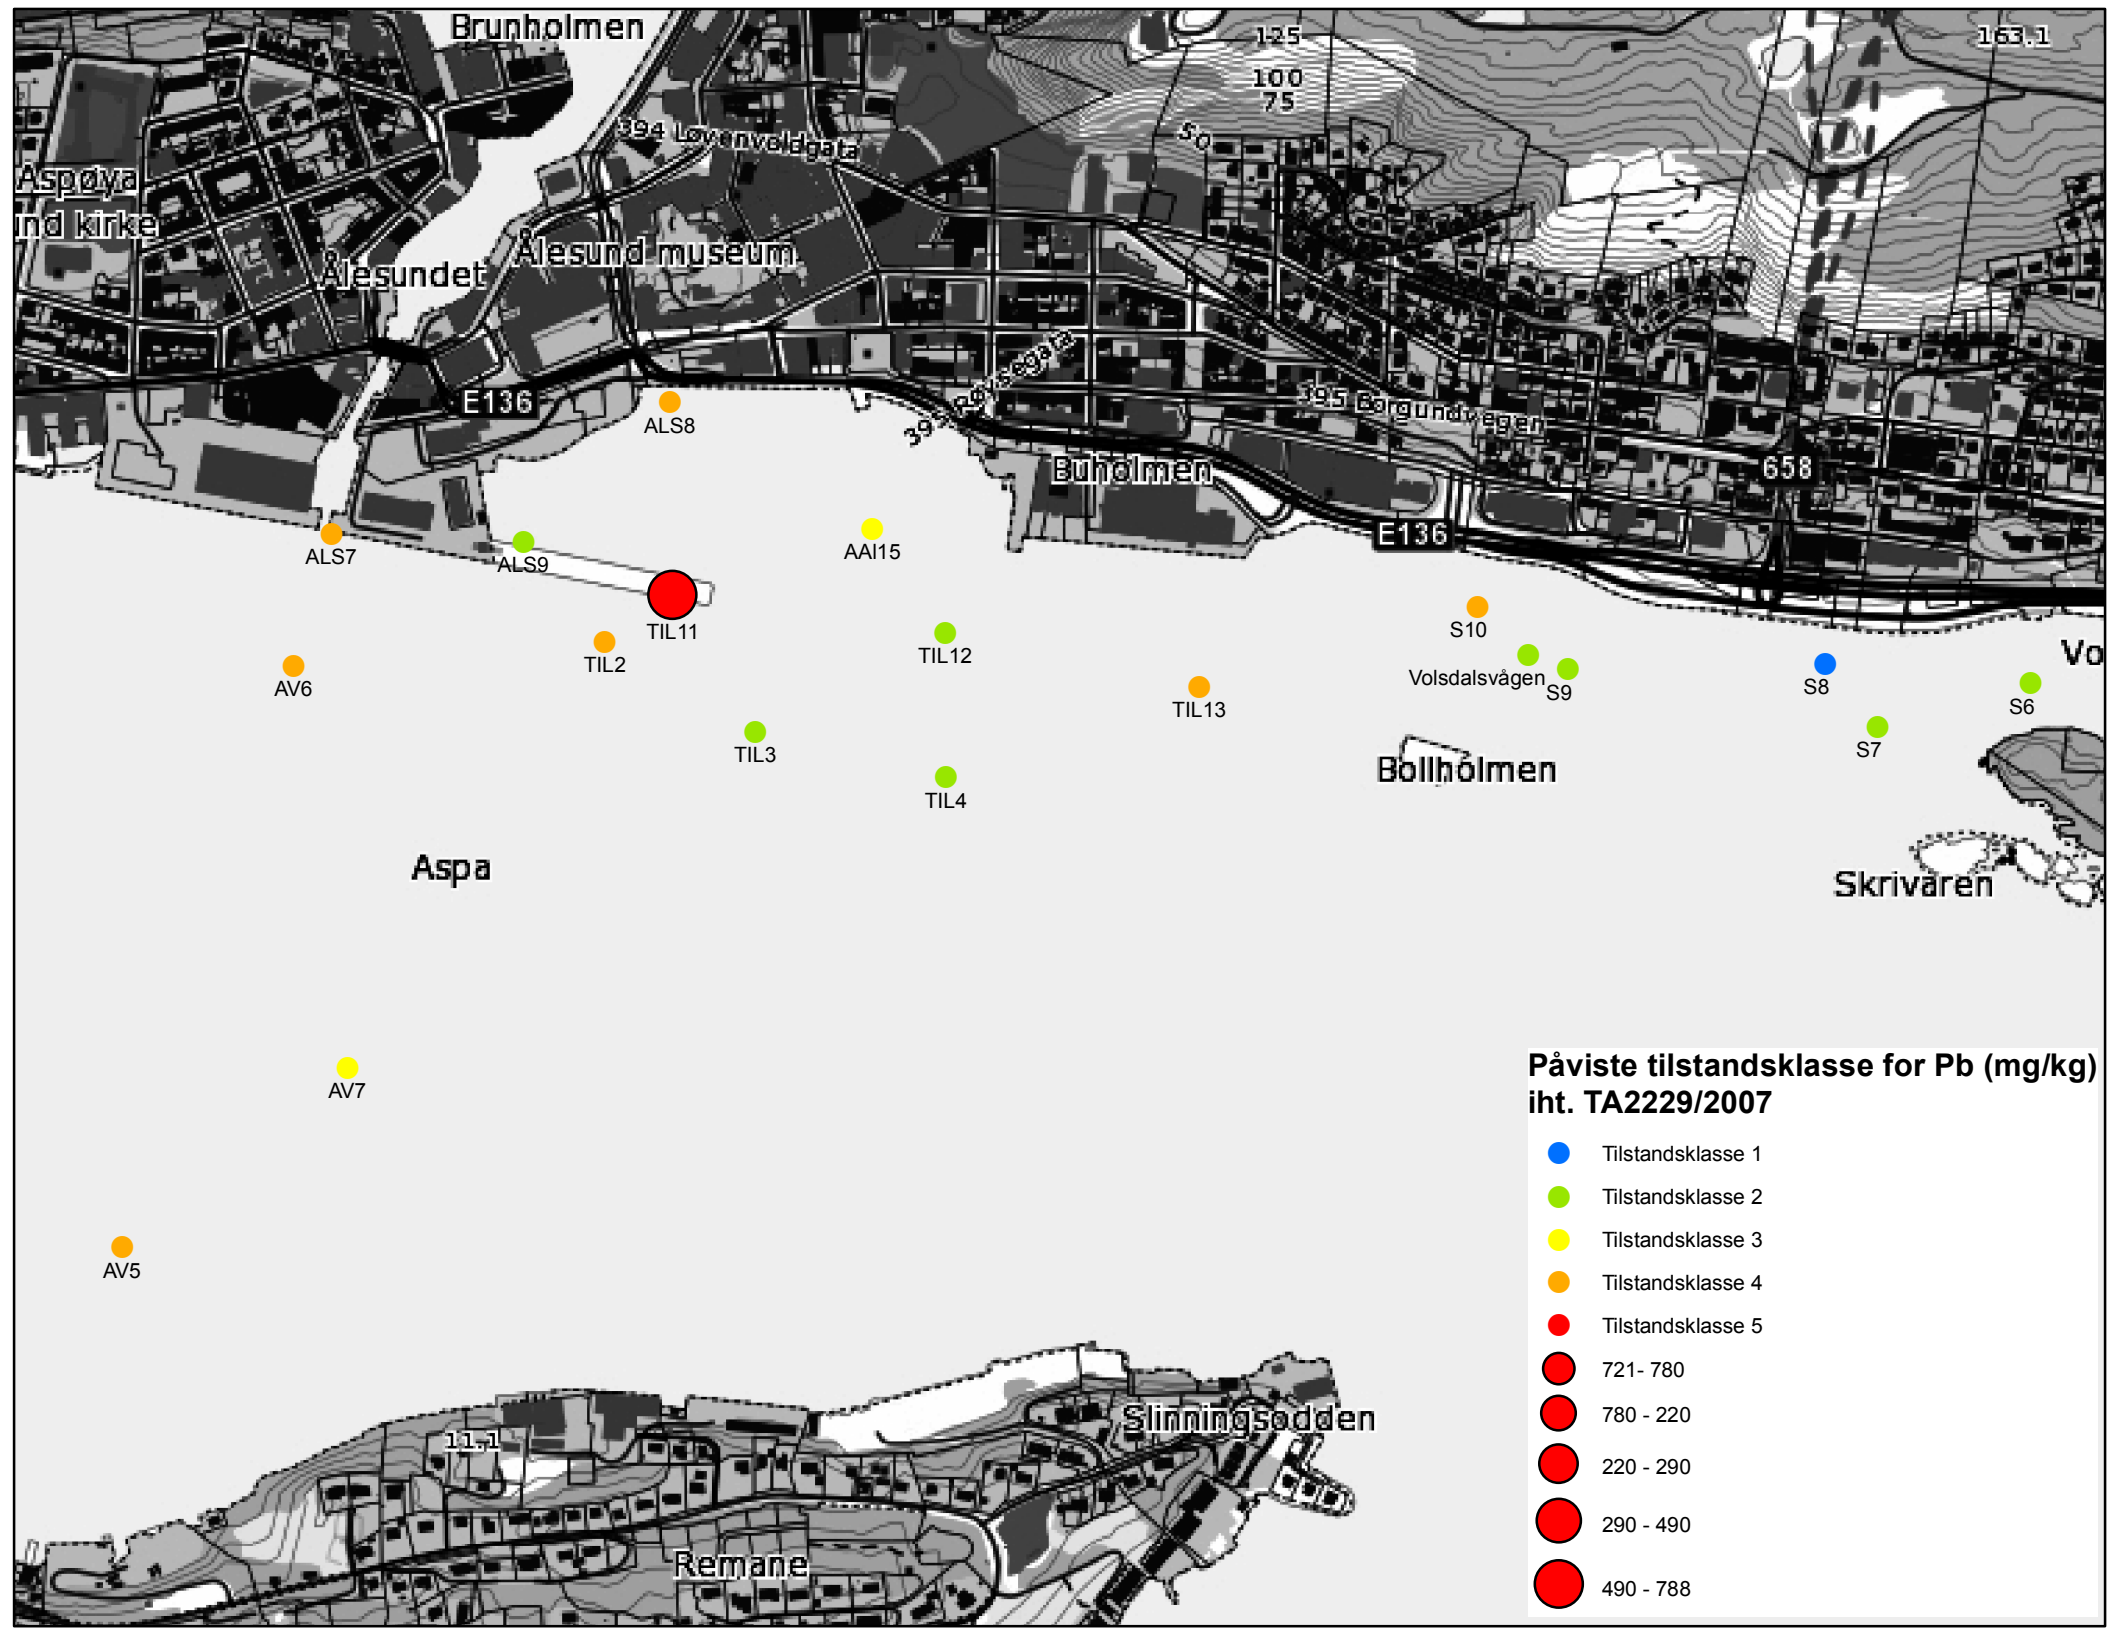 Brunholmen
125
163.1
100
75
394 Løvenvoldgata
50
Aspøya
und kirke
Ålesund museum
Ålesundet
E136
ALS8
395 Borgundvegen
Buholmen
658
ALS7
ALS9
AAI15
E136
TIL11
TIL12
S10
Vo
TIL2
AV6
Volsdalsvågen
S9
S8
S6
TIL13
TIL3
S7
Bollholmen
TIL4
Aspa
Skrivaren
AV7
AV5
Påviste tilstandsklasse for Pb (mg/kg)
iht. TA2229/2007
Tilstandsklasse 1
Tilstandsklasse 2
Tilstandsklasse 3
Tilstandsklasse 4
Tilstandsklasse 5
721- 780
780 - 220
220 - 290
290 - 490
490 - 788
Slinningsodden
11.1
Remane